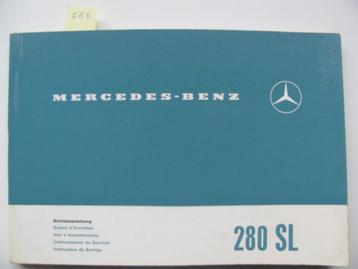 MERCEDES-BENZ
Betriebsanleitung
Notice d'Entretien
Uso e manutenzione
Instrucciones de Servicio
Instruções de Serviço
280 SL